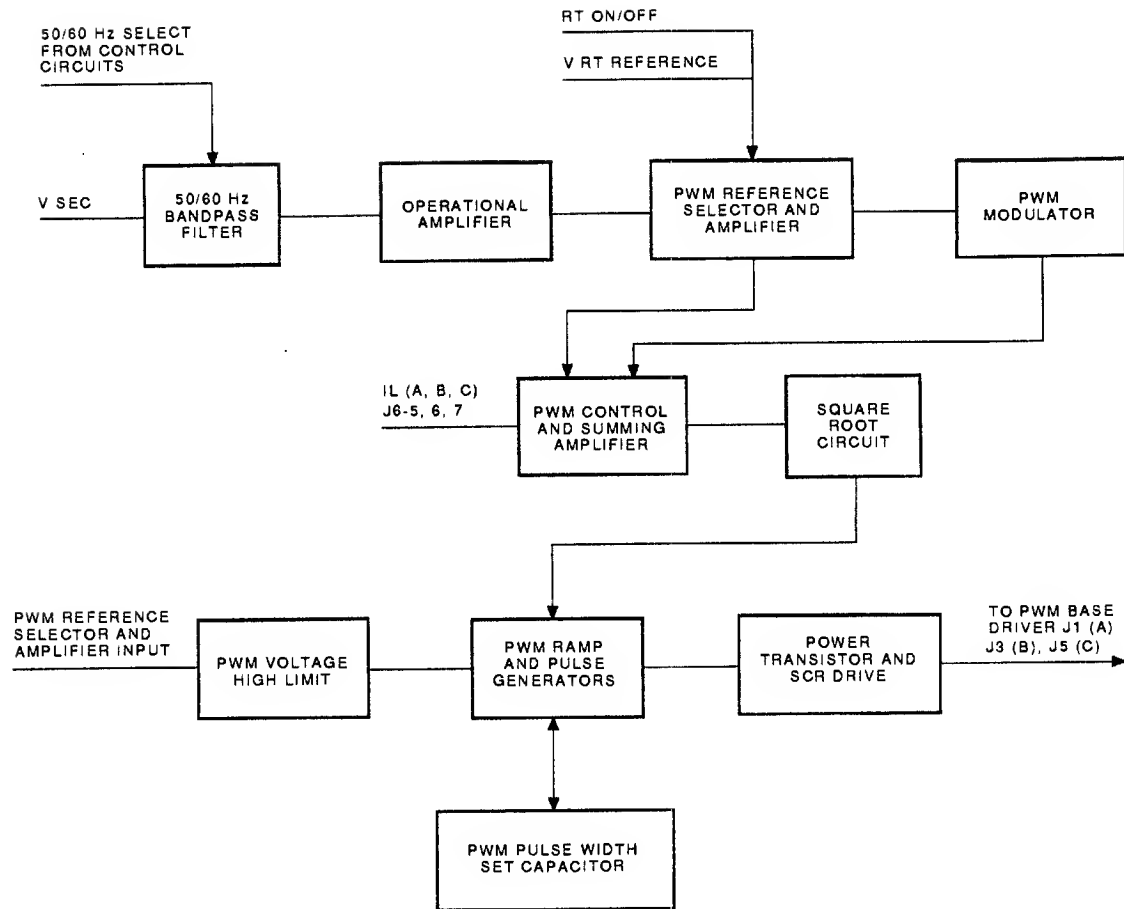 50/60 Hz SELECT
FROM CONTROL
CIRCUITS
RT ON/OFF
V RT REFERENCE
V SEC
50/60 Hz
BANDPASS
FILTER
OPERATIONAL
AMPLIFIER
PWM REFERENCE
SELECTOR AND
AMPLIFIER
PWM
MODULATOR
IL (A, B, C)
J6-5, 6, 7
PWM CONTROL
AND SUMMING
AMPLIFIER
SQUARE
ROOT
CIRCUIT
PWM REFERENCE
SELECTOR AND
AMPLIFIER INPUT
PWM VOLTAGE
HIGH LIMIT
PWM RAMP
AND PULSE
GENERATORS
POWER
TRANSISTOR AND
SCR DRIVE
TO PWM BASE
DRIVER J1 (A)
J3 (B), J5 (C)
PWM PULSE WIDTH
SET CAPACITOR